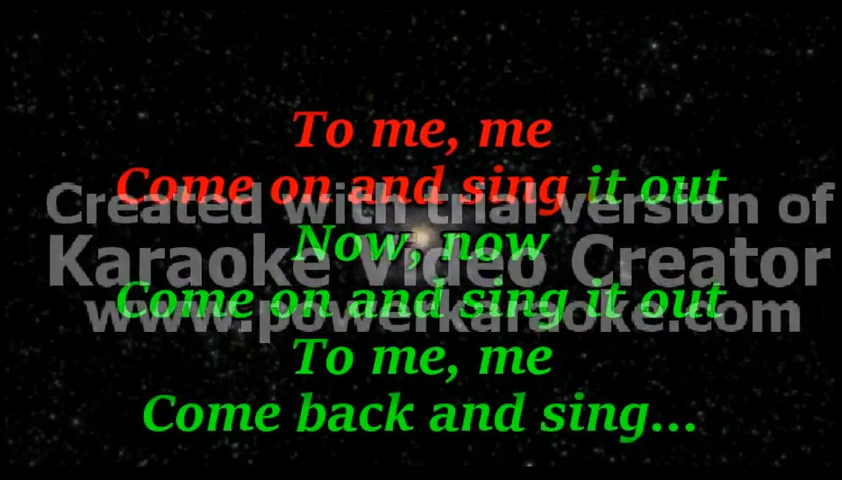 To me, me
Come on and sing it out
Created with trial version of
Now, now
Karaoke Video Creator
Come on and sing it out
www.powerkaraoke.com
To me, me
Come back and sing...